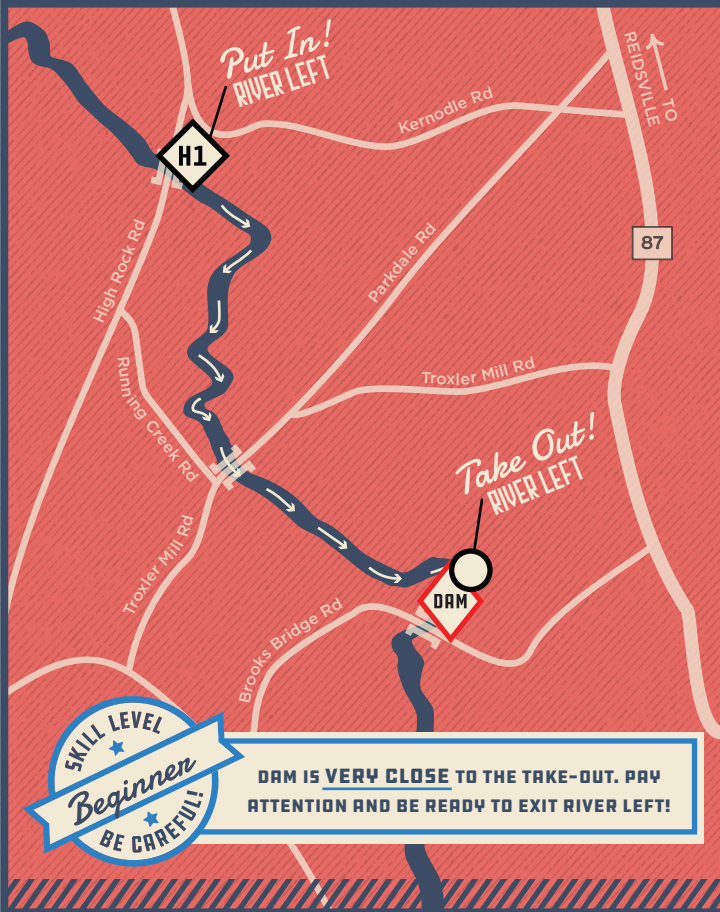 Put In!
RIVER LEFT
REIDSVILLE
TO
Kernodle Rd
H1
87
High Rock Rd
Parkdale Rd
Running Creek Rd
Troxler Mill Rd
Take Out!
RIVER LEFT
Troxler Mill Rd
DAM
Brooks Bridge Rd
SKILL LEVEL
Beginner
BE CAREFUL!
DAM IS VERY CLOSE TO THE TAKE-OUT. PAY
ATTENTION AND BE READY TO EXIT RIVER LEFT!